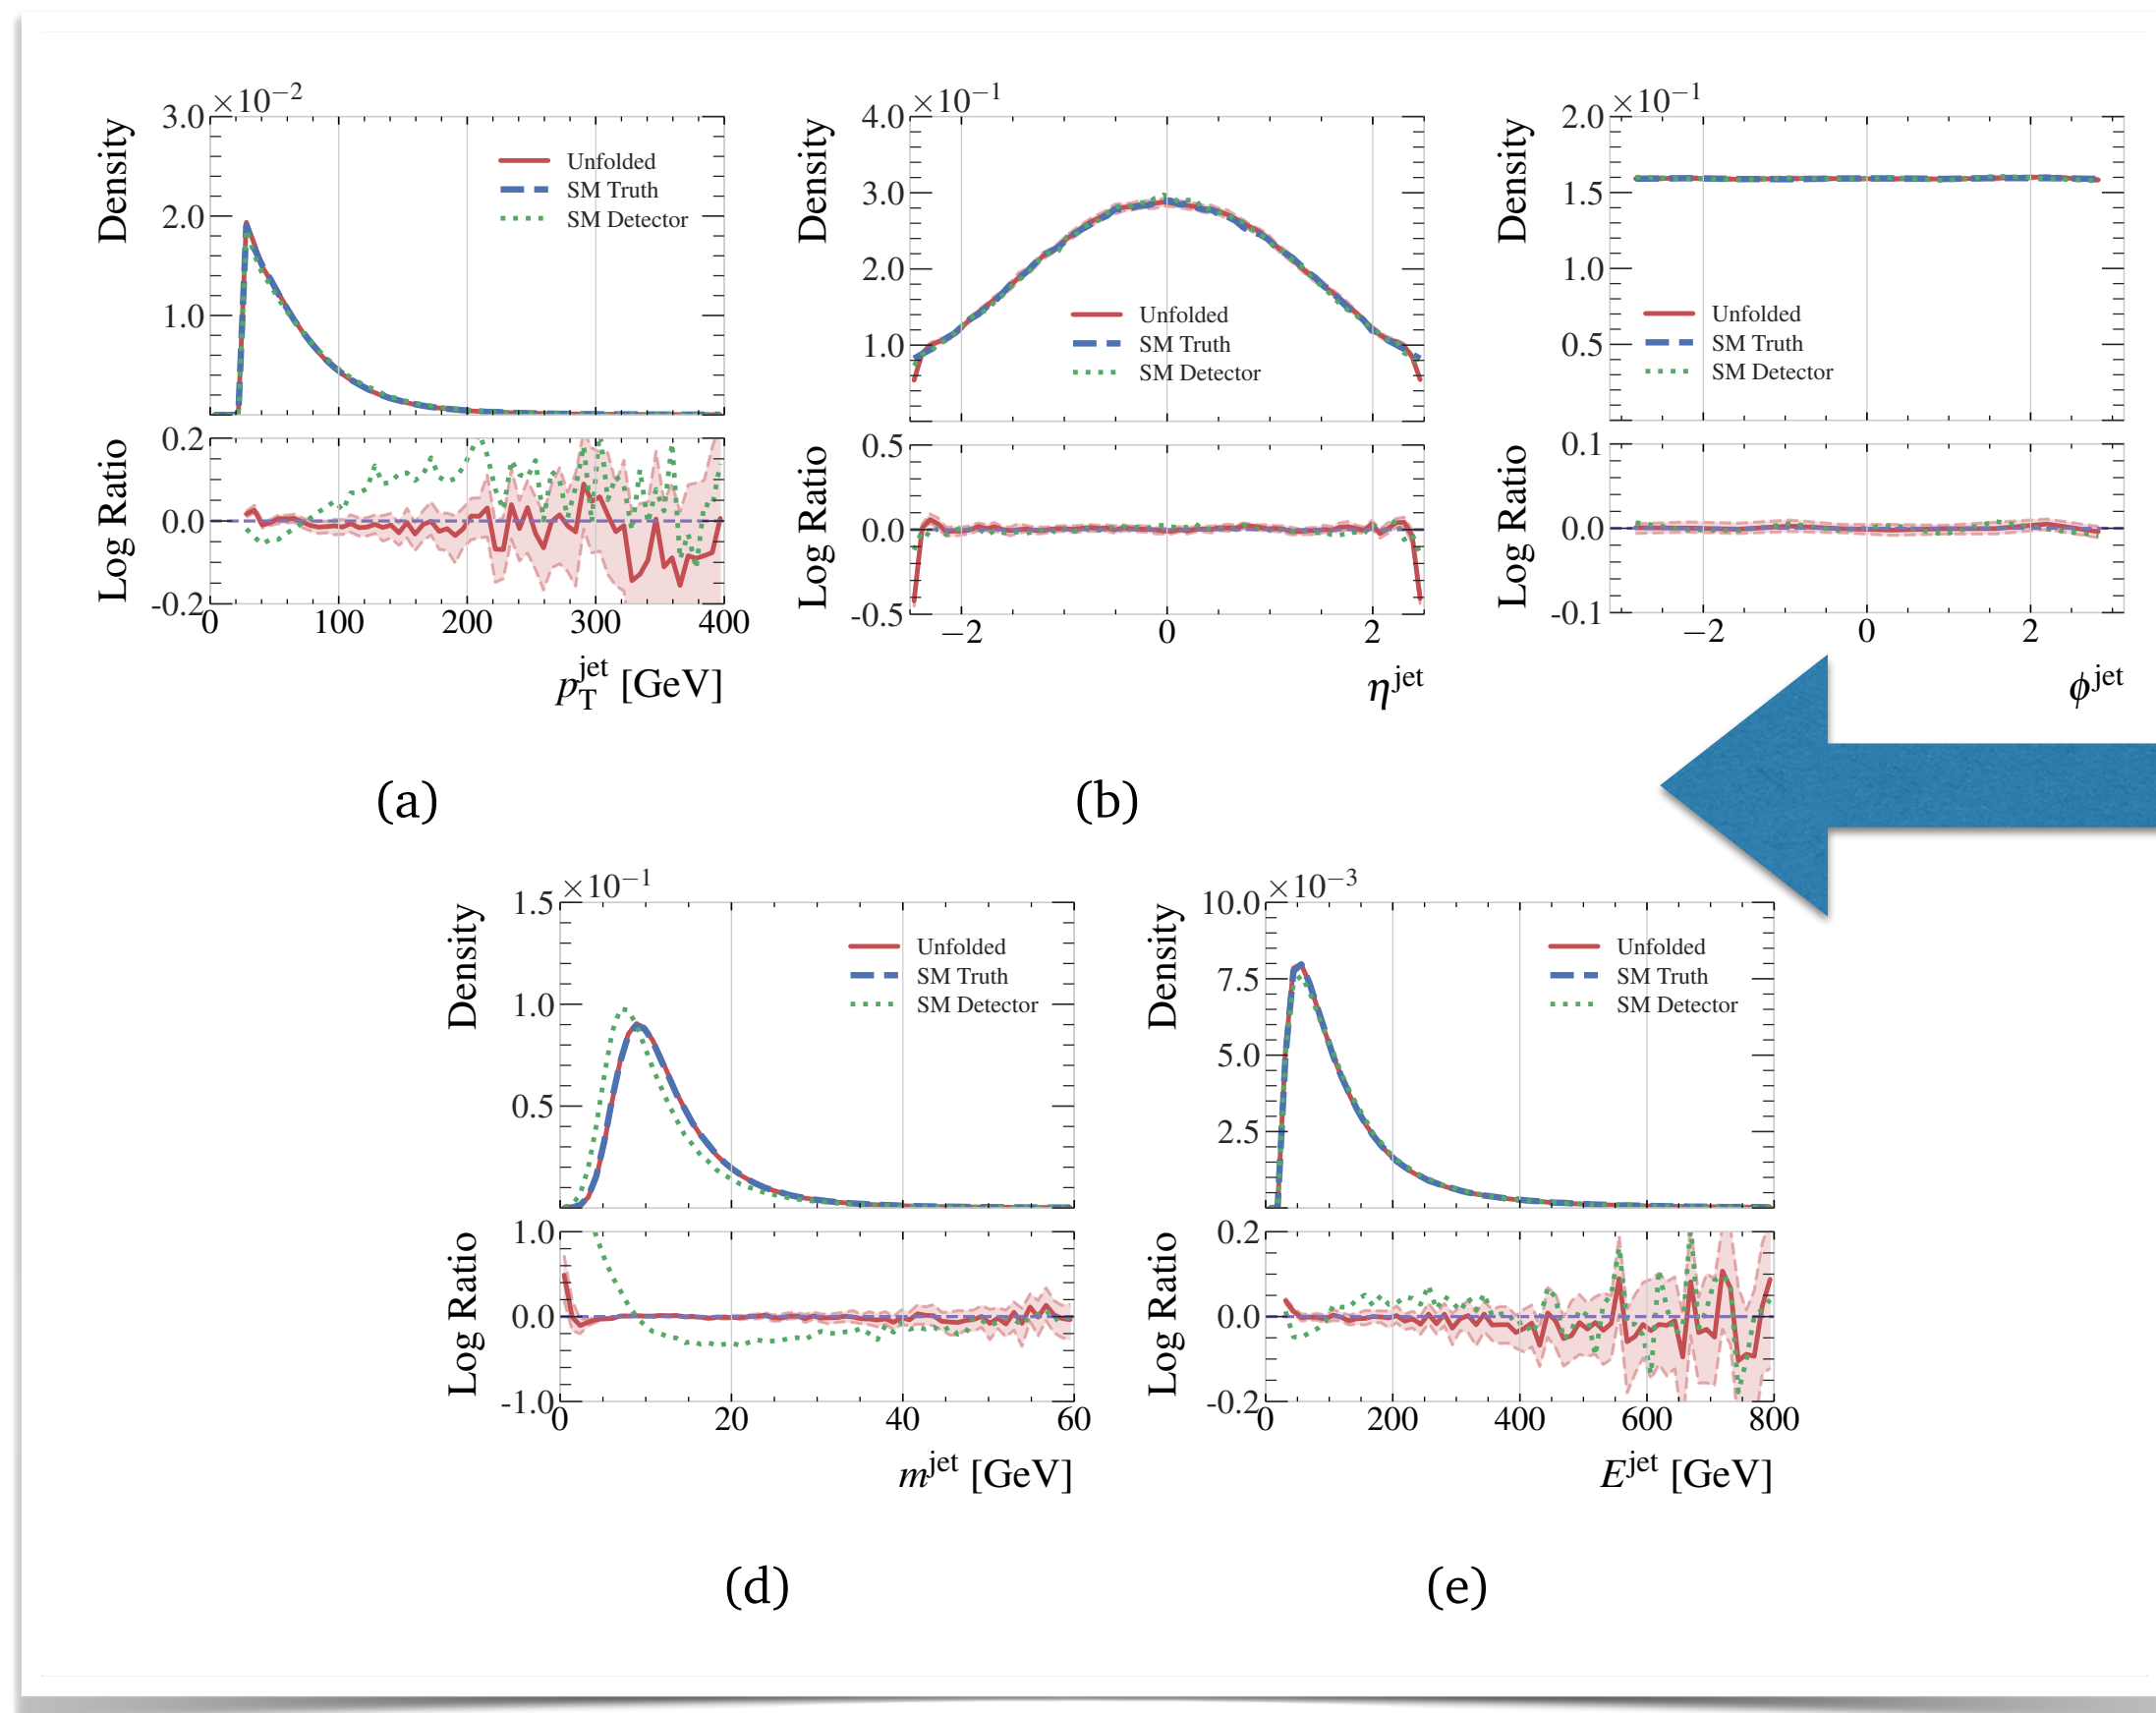 ×10⁻²
3.0
2.0
1.0
Density
Unfolded
SM Truth
SM Detector
0.2
0.0
-0.2
Log Ratio
0 100 200 300 400
p_T^jet [GeV]
(a)
×10⁻¹
4.0
3.0
2.0
1.0
Density
Unfolded
SM Truth
SM Detector
0.5
0.0
-0.5
Log Ratio
−2 0 2
η^jet
(b)
×10⁻¹
2.0
1.5
1.0
0.5
Density
Unfolded
SM Truth
SM Detector
0.1
0.0
-0.1
Log Ratio
−2 0 2
ϕ^jet
×10⁻¹
1.5
1.0
0.5
Density
Unfolded
SM Truth
SM Detector
1.0
0.0
-1.0
Log Ratio
0 20 40 60
m^jet [GeV]
(d)
×10⁻³
10.0
7.5
5.0
2.5
Density
Unfolded
SM Truth
SM Detector
0.2
0.0
-0.2
Log Ratio
0 200 400 600 800
E^jet [GeV]
(e)